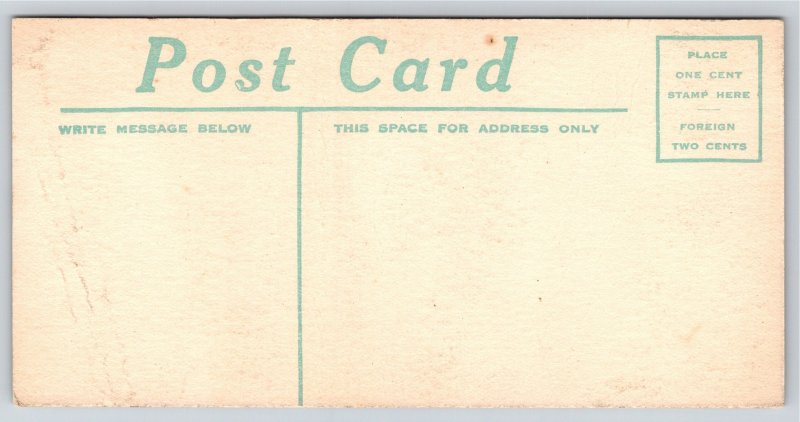 Post Card
PLACE
ONE CENT
STAMP HERE
FOREIGN
TWO CENTS
WRITE MESSAGE BELOW
THIS SPACE FOR ADDRESS ONLY